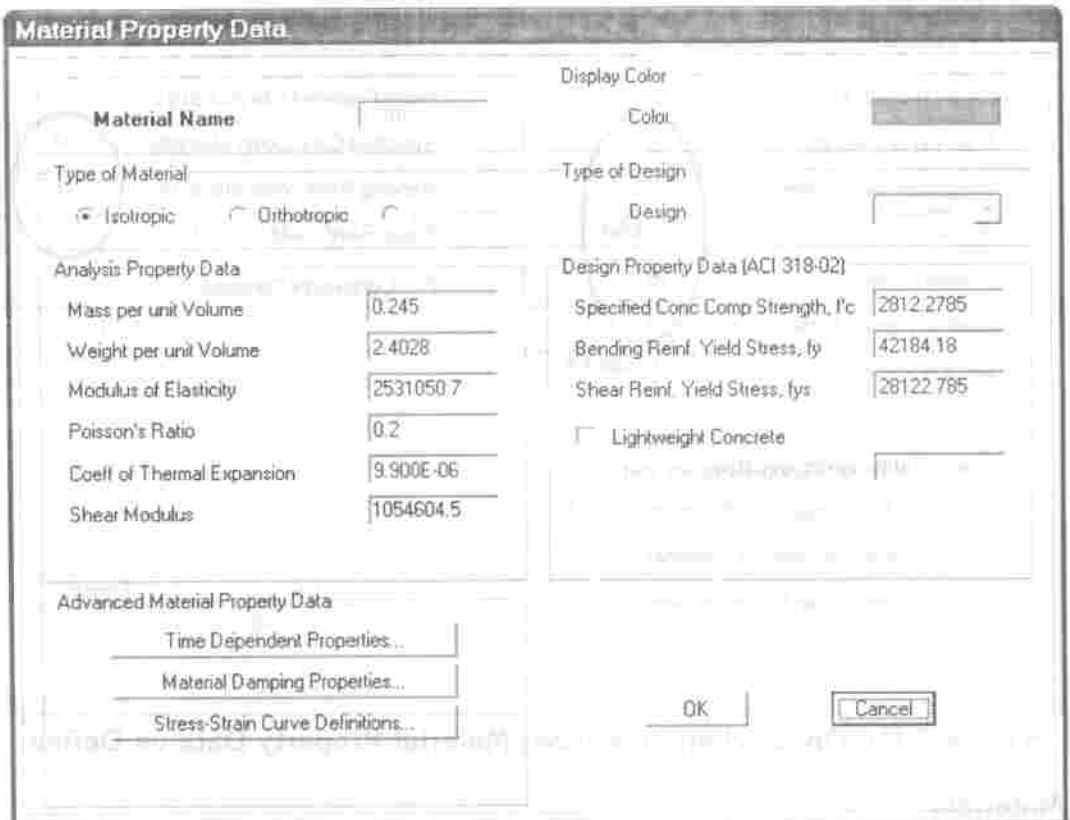 Material Property Data
Display Color
Material Name
Color
Type of Material
Type of Design
Isotropic
Orthotropic
Design
Analysis Property Data
Mass per unit Volume
0.245
Weight per unit Volume
2.4028
Modulus of Elasticity
2531050.7
Poisson's Ratio
0.2
Coeff of Thermal Expansion
9.900E-06
Shear Modulus
1054604.5
Design Property Data (ACI 318-02)
Specified Conc Comp Strength, f'c
2812.2785
Bending Reinf. Yield Stress, fy
42184.18
Shear Reinf. Yield Stress, fys
28122.785
Lightweight Concrete
Advanced Material Property Data
Time Dependent Properties...
Material Damping Properties...
Stress-Strain Curve Definitions...
OK
Cancel